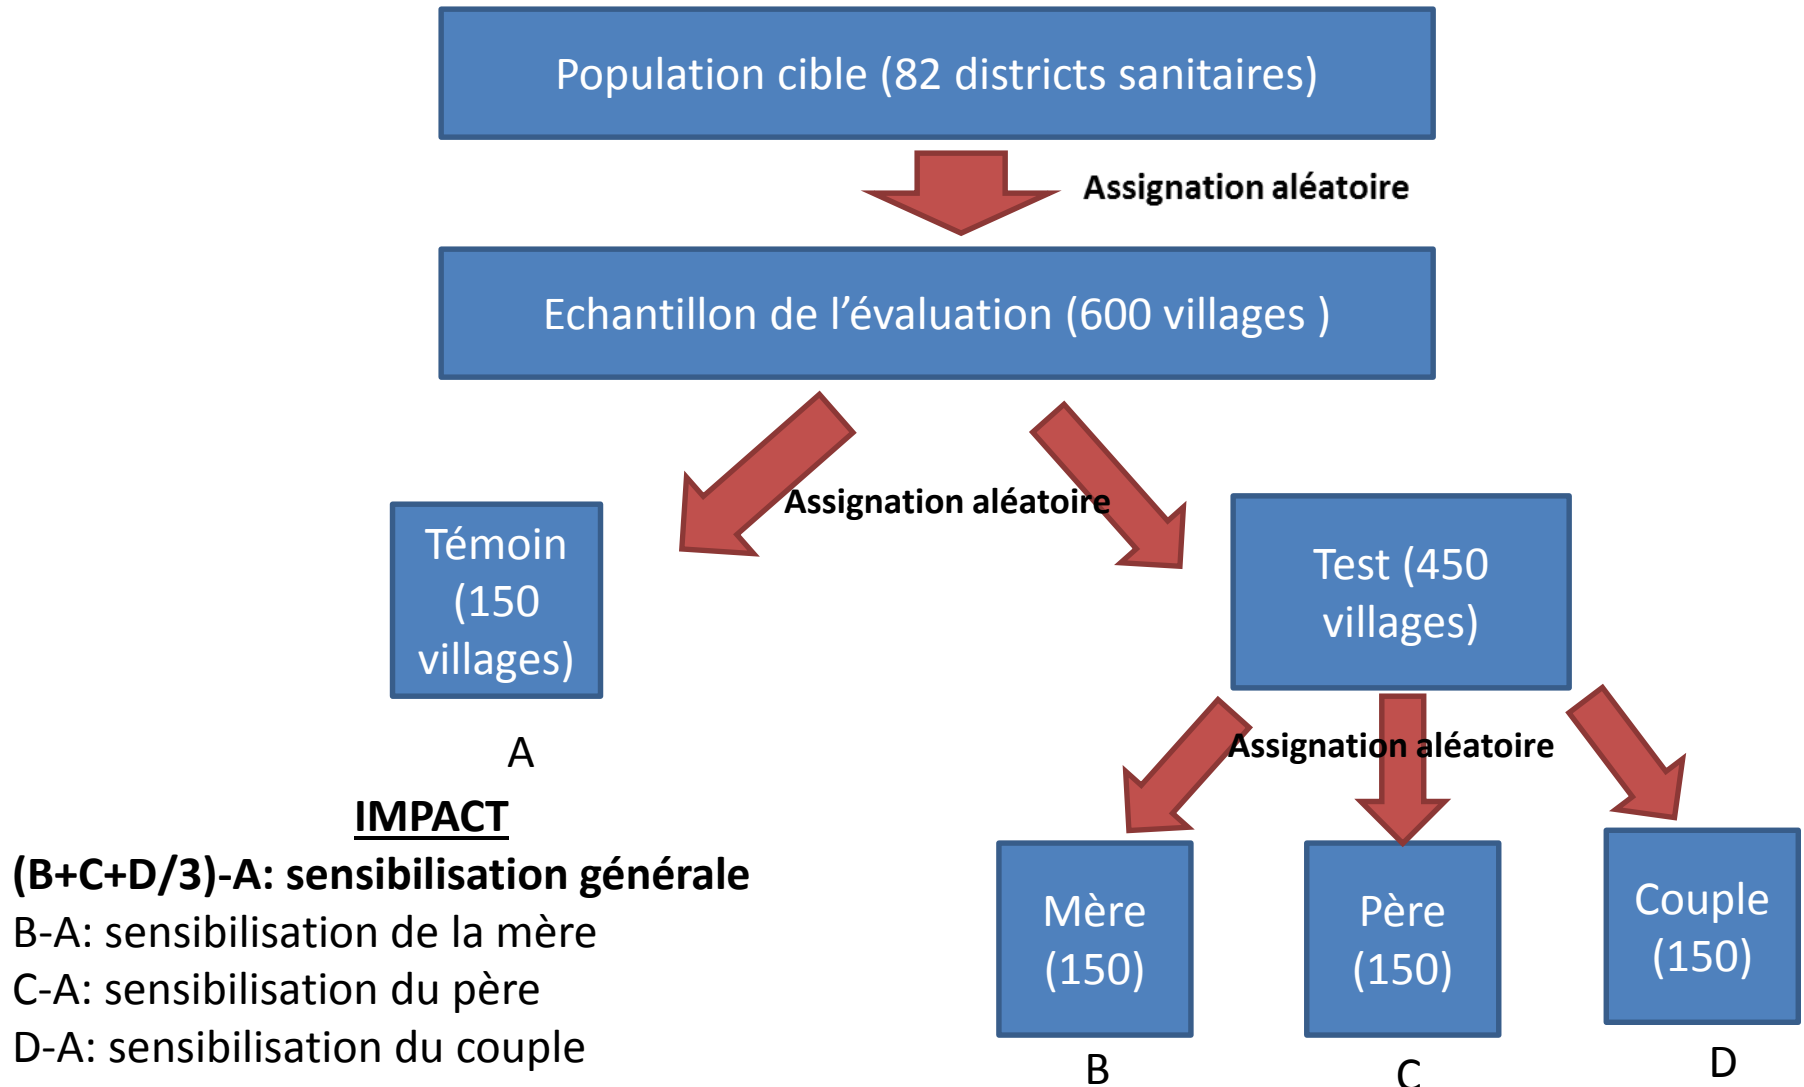 Population cible (82 districts sanitaires)
Assignation aléatoire
Echantillon de l’évaluation (600 villages )
Assignation aléatoire
Témoin
(150
villages)
A
Test (450
villages)
Assignation aléatoire
Mère
(150)
B
Père
(150)
C
Couple
(150)
D
IMPACT
(B+C+D/3)-A: sensibilisation générale
B-A: sensibilisation de la mère
C-A: sensibilisation du père
D-A: sensibilisation du couple